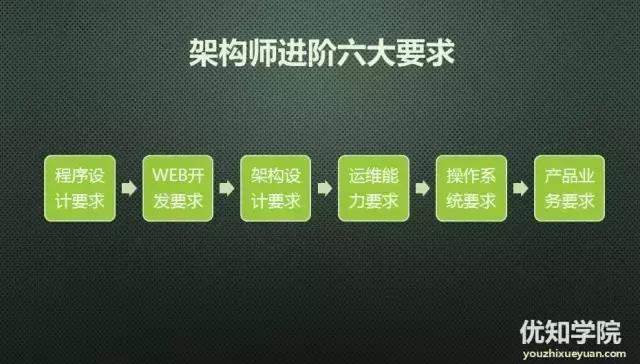 架构师进阶六大要求
程序设
计要求
WEB开
发要求
架构设
计要求
运维能
力要求
操作系
统要求
产品业
务要求
优知学院
youzhixueyuan.com